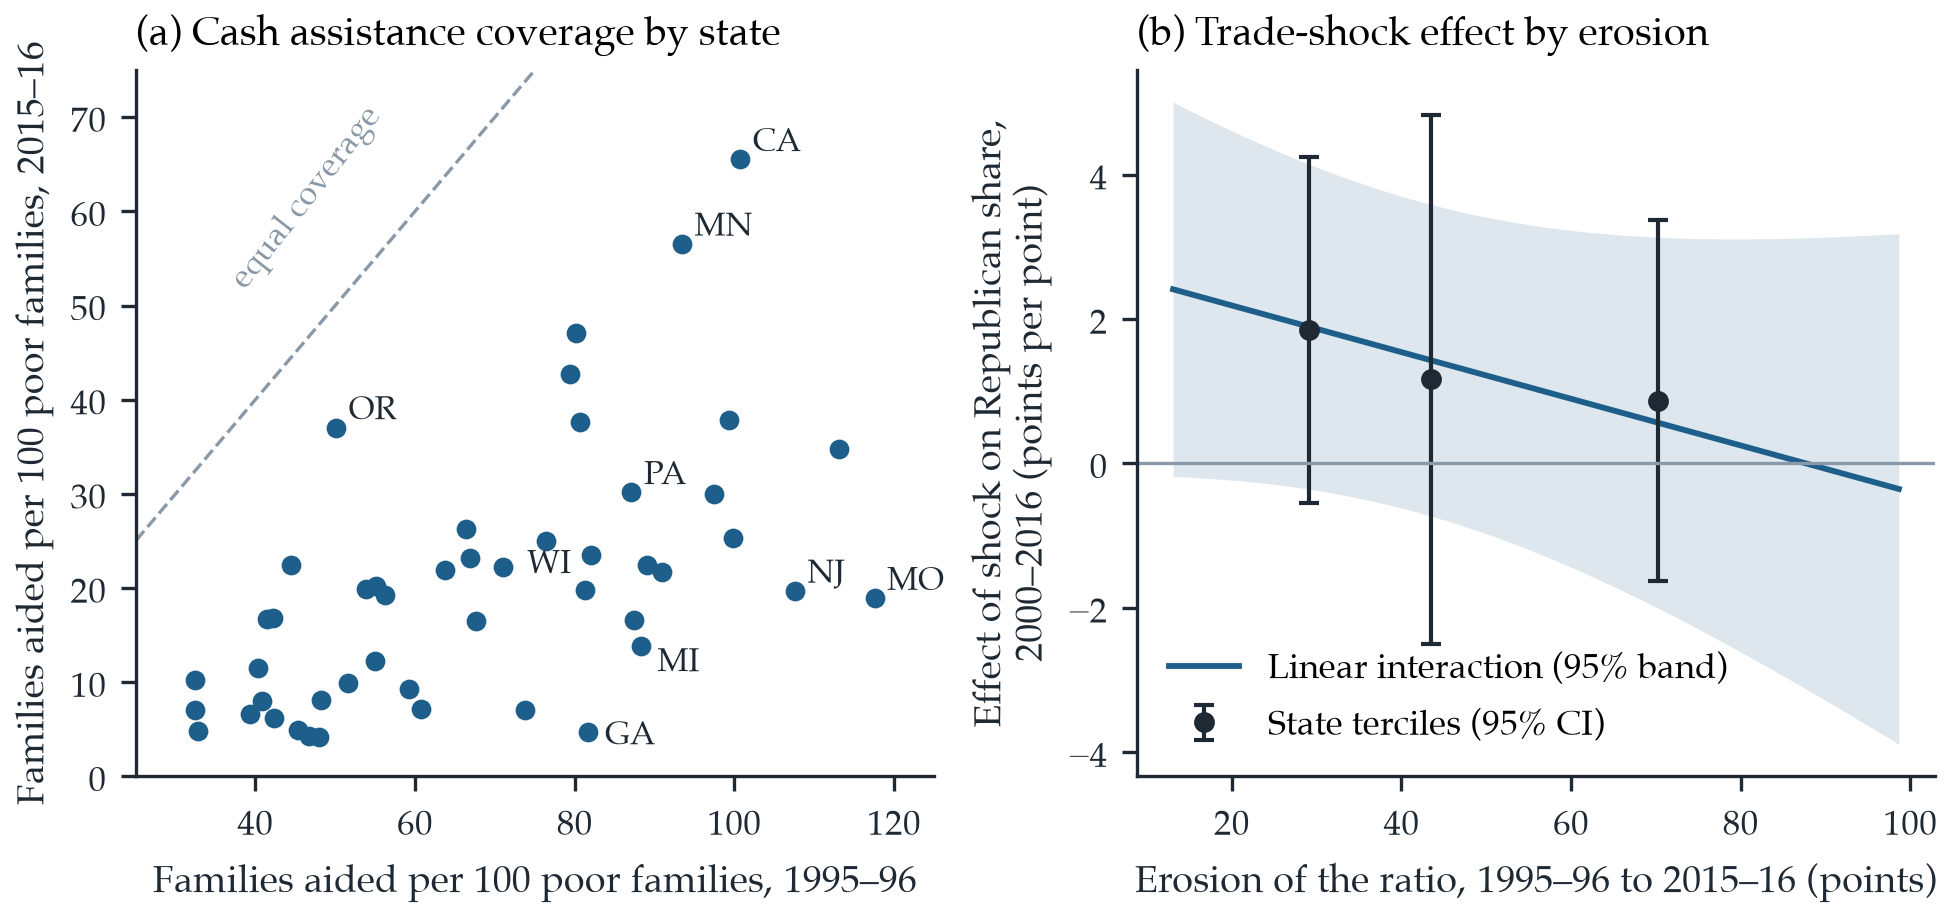 (a) Cash assistance coverage by state
Families aided per 100 poor families, 2015–16
70
60
50
40
30
20
10
0
equal coverage
CA
MN
OR
PA
WI
NJ
MO
MI
GA
40
60
80
100
120
Families aided per 100 poor families, 1995–96
(b) Trade-shock effect by erosion
Effect of shock on Republican share,
2000–2016 (points per point)
4
2
0
−2
−4
Linear interaction (95% band)
State terciles (95% CI)
20
40
60
80
100
Erosion of the ratio, 1995–96 to 2015–16 (points)